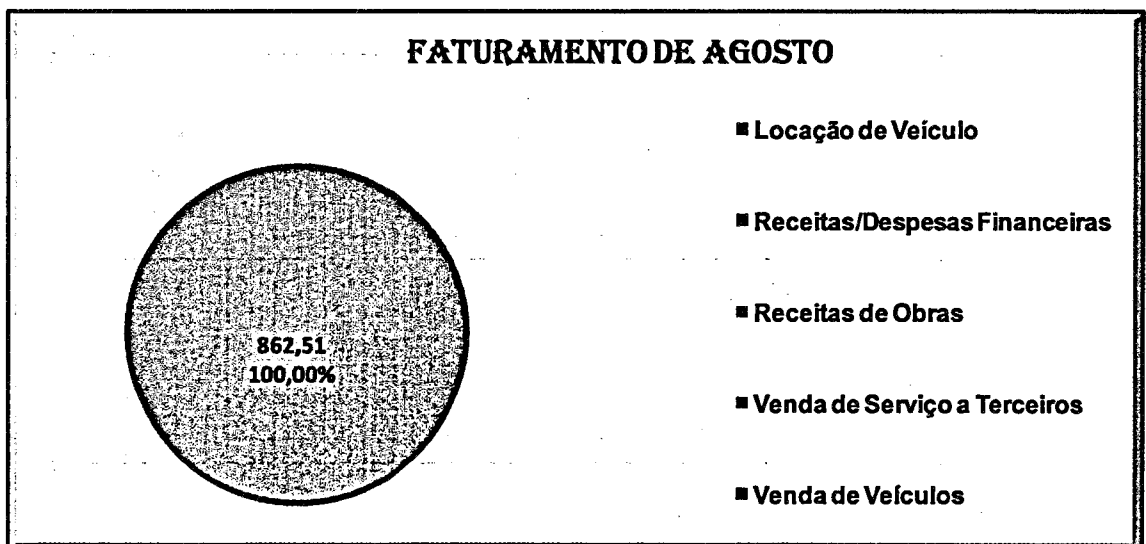 FATURAMENTO DE AGOSTO
■ Locação de Veículo
■ Receitas/Despesas Financeiras
■ Receitas de Obras
■ Venda de Serviço a Terceiros
■ Venda de Veículos
862,51
100,00%